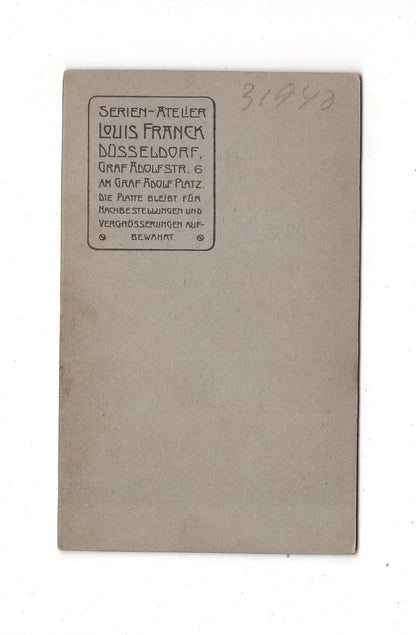 31942
SERIEN-ATELIER
LOUIS FRANCK
DÜSSELDORF,
GRAF ADOLFSTR. 6
AM GRAF ADOLF PLATZ.
DIE PLATTE BLEIBT FÜR
NACHBESTELLUNGEN UND
VERGRÖSSERUNGEN AUF-
BEWAHRT.